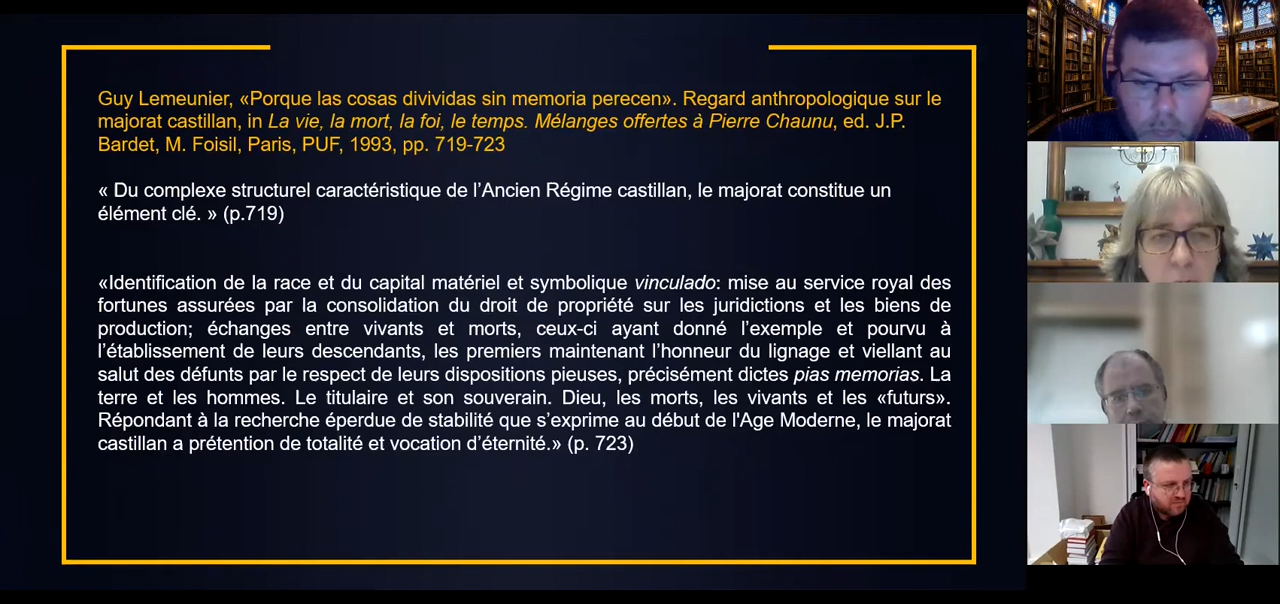 Guy Lemeunier, «Porque las cosas divividas sin memoria perecen». Regard anthropologique sur le
majorat castillan, in La vie, la mort, la foi, le temps. Mélanges offertes à Pierre Chaunu, ed. J.P.
Bardet, M. Foisil, Paris, PUF, 1993, pp. 719-723
« Du complexe structurel caractéristique de l’Ancien Régime castillan, le majorat constitue un
élément clé. » (p.719)
«Identification de la race et du capital matériel et symbolique vinculado: mise au service royal des
fortunes assurées par la consolidation du droit de propriété sur les juridictions et les biens de
production; échanges entre vivants et morts, ceux-ci ayant donné l’exemple et pourvu à
l’établissement de leurs descendants, les premiers maintenant l’honneur du lignage et viellant au
salut des défunts par le respect de leurs dispositions pieuses, précisément dictes pias memorias. La
terre et les hommes. Le titulaire et son souverain. Dieu, les morts, les vivants et les «futurs».
Répondant à la recherche éperdue de stabilité que s’exprime au début de l'Age Moderne, le majorat
castillan a prétention de totalité et vocation d’éternité.» (p. 723)